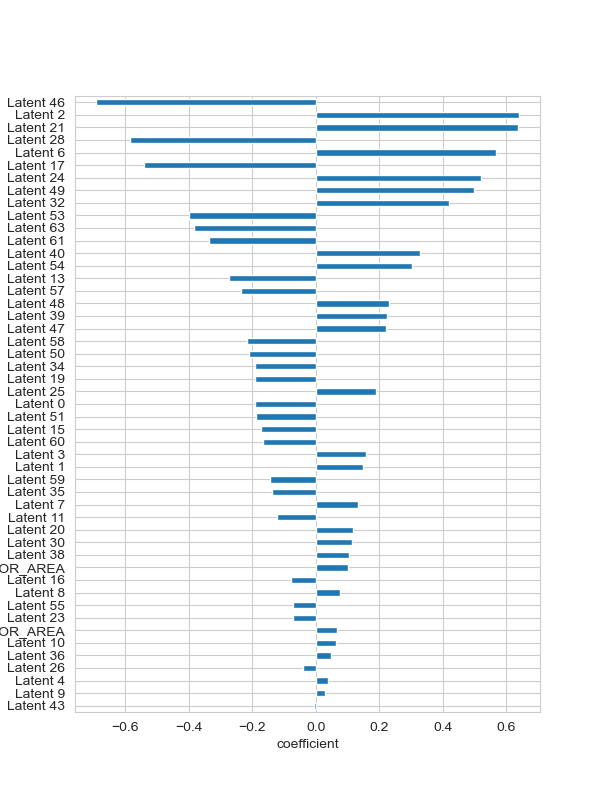 Latent 46
Latent 2
Latent 21
Latent 28
Latent 6
Latent 17
Latent 24
Latent 49
Latent 32
Latent 53
Latent 63
Latent 61
Latent 40
Latent 54
Latent 13
Latent 57
Latent 48
Latent 39
Latent 47
Latent 58
Latent 50
Latent 34
Latent 19
Latent 25
Latent 0
Latent 51
Latent 15
Latent 60
Latent 3
Latent 1
Latent 59
Latent 35
Latent 7
Latent 11
Latent 20
Latent 30
Latent 38
OR_AREA
Latent 16
Latent 8
Latent 55
Latent 23
OR_AREA
Latent 10
Latent 36
Latent 26
Latent 4
Latent 9
Latent 43
−0.6 −0.4 −0.2 0.0 0.2 0.4 0.6
coefficient